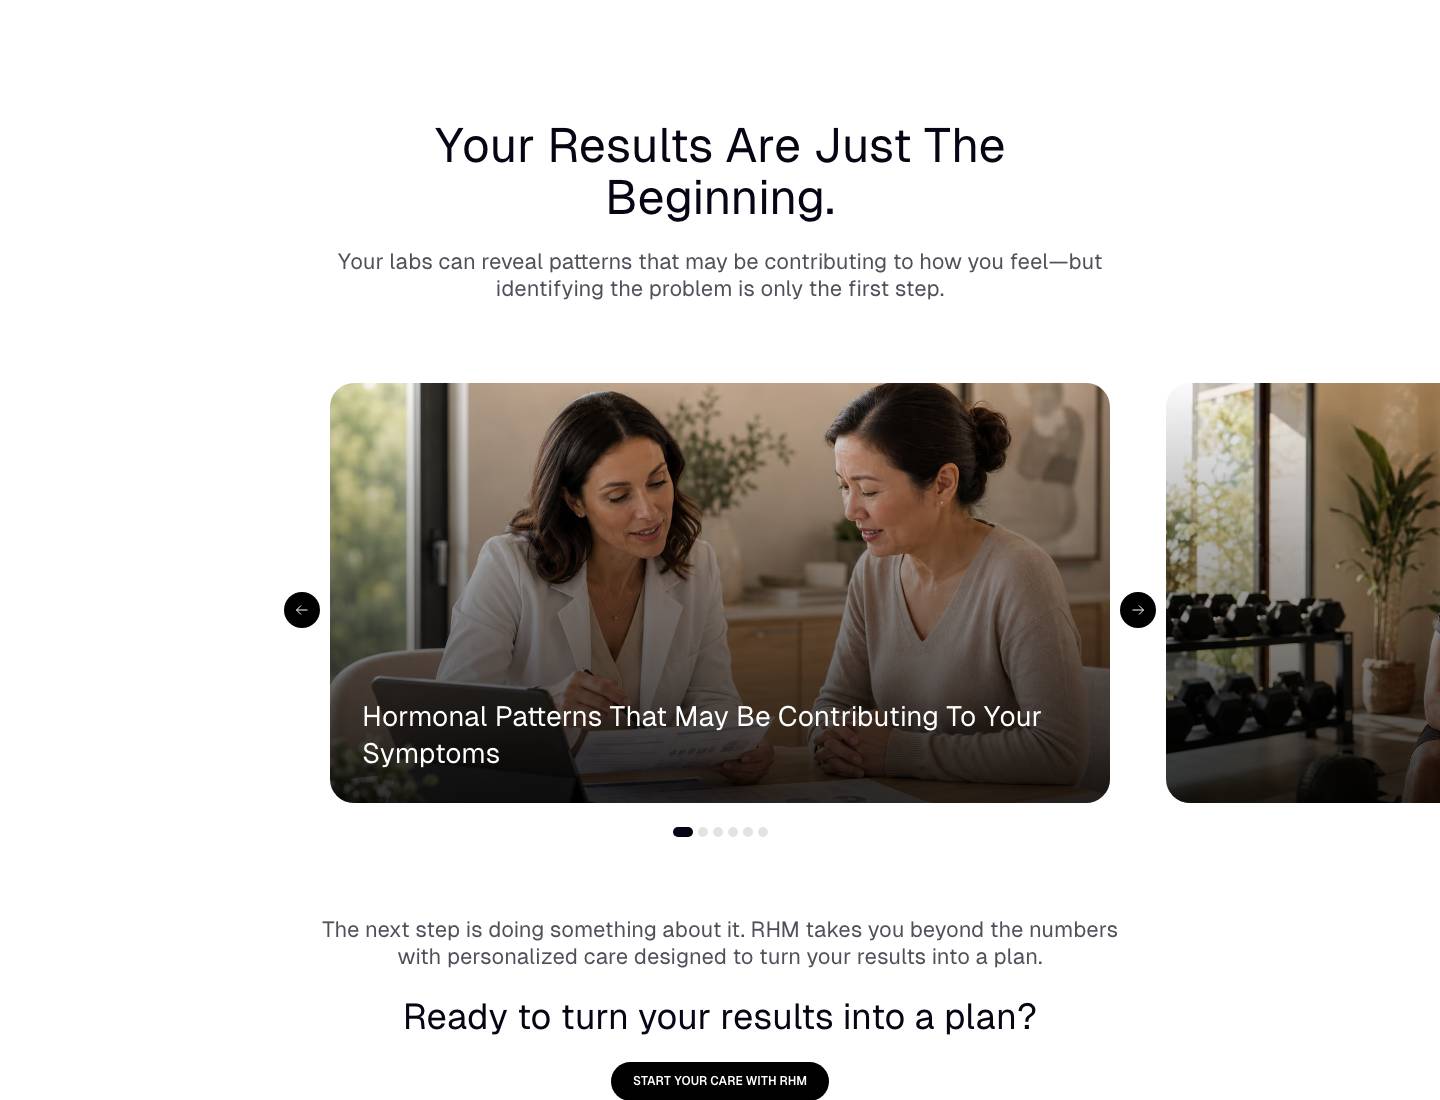 Your Results Are Just The
Beginning.
Your labs can reveal patterns that may be contributing to how you feel—but
identifying the problem is only the first step.
Hormonal Patterns That May Be Contributing To Your
Symptoms
The next step is doing something about it. RHM takes you beyond the numbers
with personalized care designed to turn your results into a plan.
Ready to turn your results into a plan?
START YOUR CARE WITH RHM